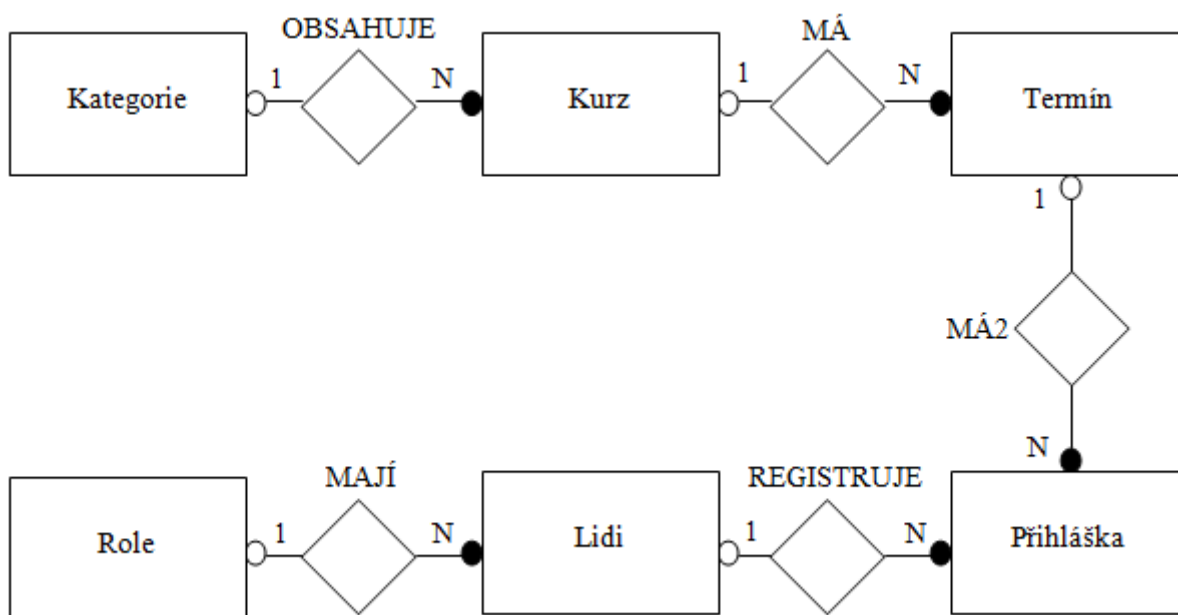 OBSAHUJE
MÁ
Kategorie
1
N
Kurz
1
N
Termín
1
MÁ2
N
MAJÍ
REGISTRUJE
Role
1
N
Lidi
1
N
Přihláška